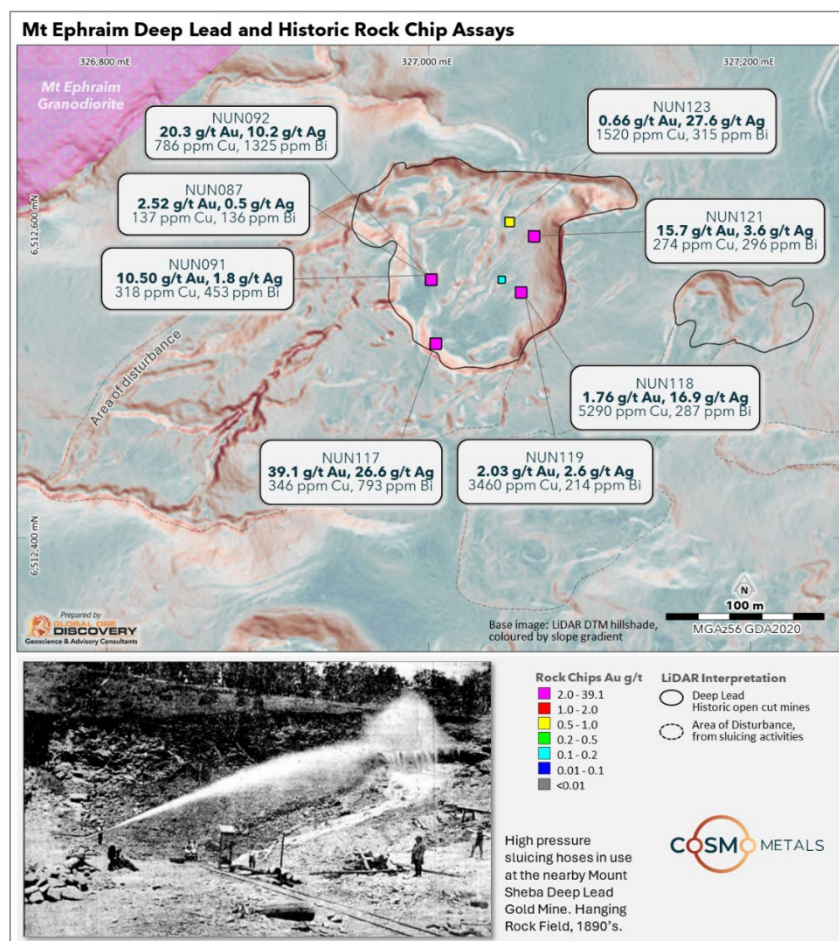 Mt Ephraim Deep Lead and Historic Rock Chip Assays
326,800 mE
327,000 mE
327,200 mE
Mt Ephraim
Granodiorite
NUN092
20.3 g/t Au, 10.2 g/t Ag
786 ppm Cu, 1325 ppm Bi
NUN123
0.66 g/t Au, 27.6 g/t Ag
1520 ppm Cu, 315 ppm Bi
NUN087
2.52 g/t Au, 0.5 g/t Ag
137 ppm Cu, 136 ppm Bi
6,512,600 mN
NUN121
15.7 g/t Au, 3.6 g/t Ag
274 ppm Cu, 296 ppm Bi
NUN091
10.50 g/t Au, 1.8 g/t Ag
318 ppm Cu, 453 ppm Bi
Area of disturbance
NUN118
1.76 g/t Au, 16.9 g/t Ag
5290 ppm Cu, 287 ppm Bi
NUN117
39.1 g/t Au, 26.6 g/t Ag
346 ppm Cu, 793 ppm Bi
NUN119
2.03 g/t Au, 2.6 g/t Ag
3460 ppm Cu, 214 ppm Bi
6,512,400 mN
Prepared by
GLOBAL ORE
DISCOVERY
Geoscience & Advisory Consultants
Base image: LiDAR DTM hillshade,
coloured by slope gradient
N
100 m
MGAz56 GDA2020
Rock Chips Au g/t
2.0 - 39.1
1.0 - 2.0
0.5 - 1.0
0.2 - 0.5
0.1 - 0.2
0.01 - 0.1
<0.01
LiDAR Interpretation
Deep Lead
Historic open cut mines
Area of Disturbance,
from sluicing activities
High pressure
sluicing hoses in use
at the nearby Mount
Sheba Deep Lead
Gold Mine. Hanging
Rock Field, 1890's.
COSMO METALS